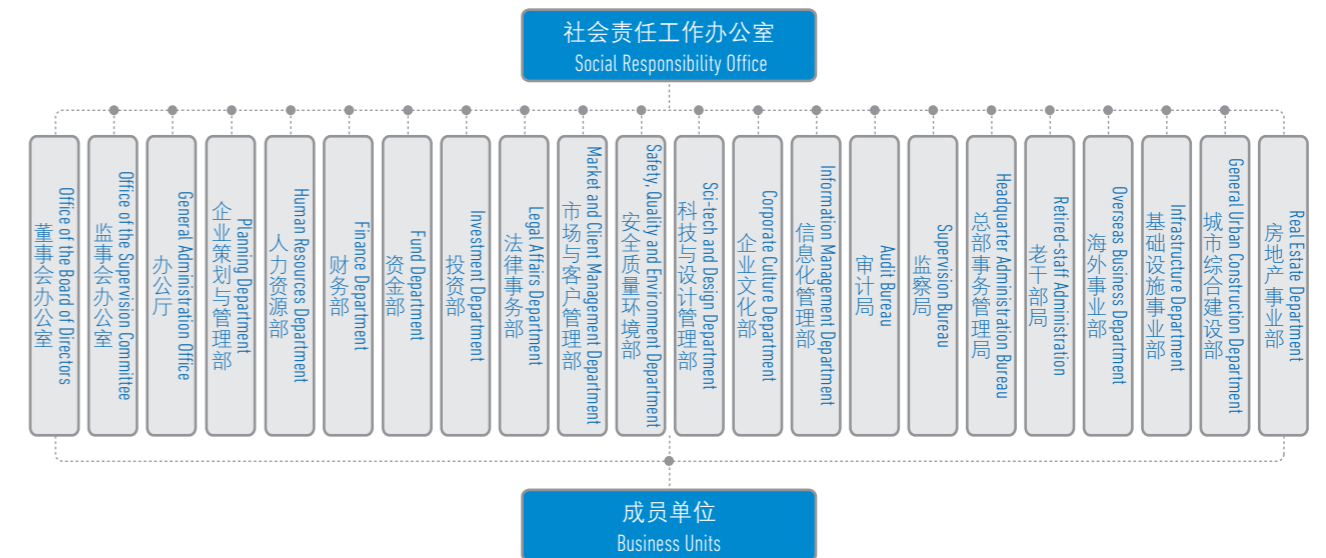 社会责任工作办公室
Social Responsibility Office
Office of the Board of Directors
董事会办公室
Office of the Supervision Committee
监事会办公室
General Administration Office
办公厅
Planning Department
企业策划与管理部
Human Resources Department
人力资源部
Finance Department
财务部
Fund Department
资金部
Investment Department
投资部
Legal Affairs Department
法律事务部
Market and Client Management Department
市场与客户管理部
Safety, Quality and Environment Department
安全质量环境部
Sci-tech and Design Department
科技与设计管理部
Corporate Culture Department
企业文化部
Information Management Department
信息化管理部
Audit Bureau
审计局
Supervision Bureau
监察局
Headquarter Administration Bureau
总部事务管理局
Retired-staff Administration
老干部局
Overseas Business Department
海外事业部
Infrastructure Department
基础设施事业部
General Urban Construction Department
城市综合建设部
Real Estate Department
房地产事业部
成员单位
Business Units